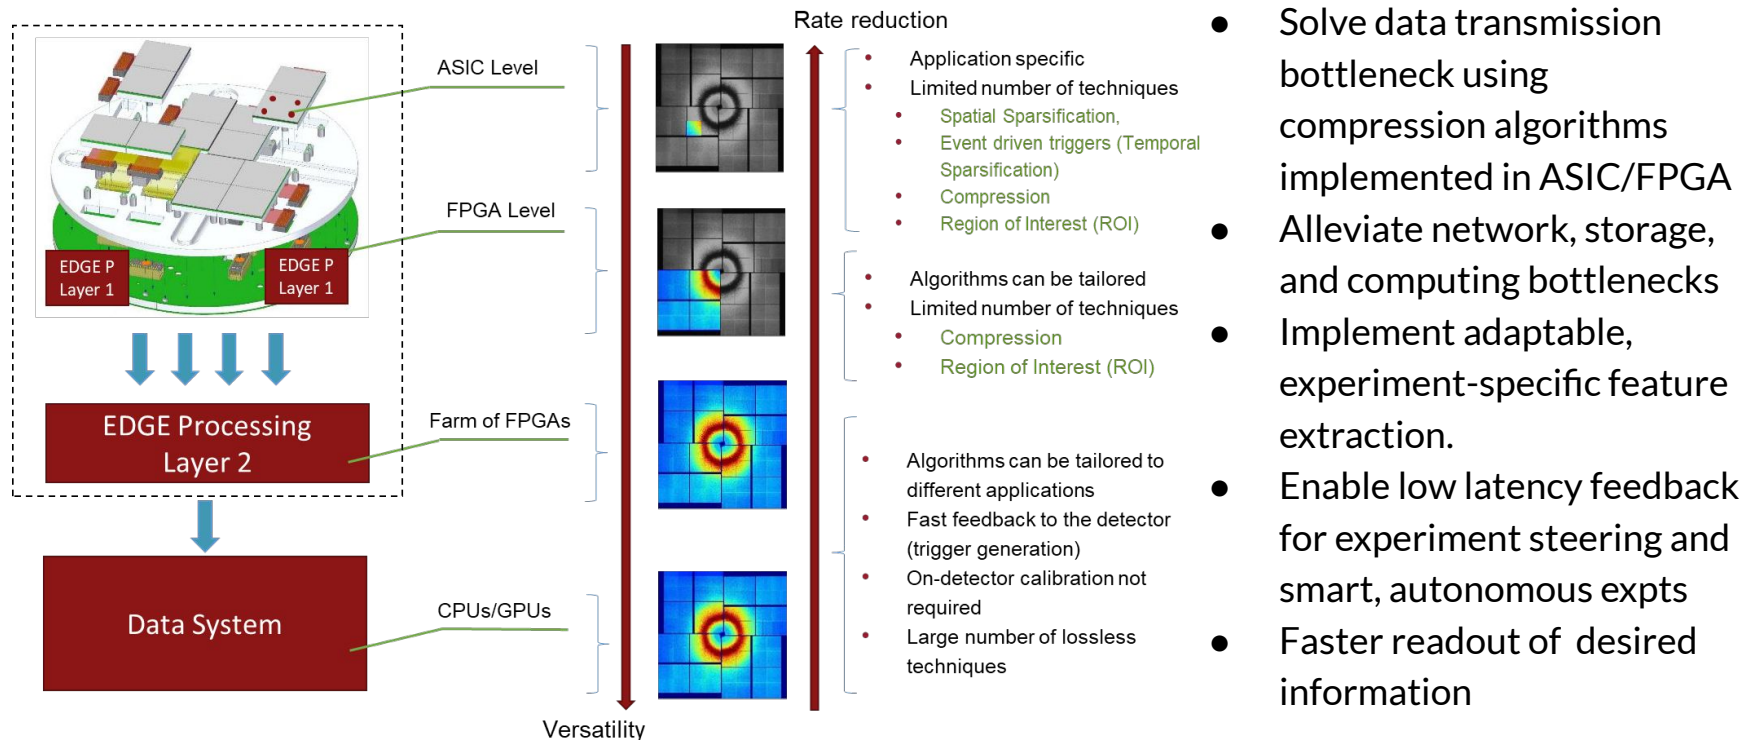 ASIC Level
FPGA Level
EDGE P
Layer 1
EDGE P
Layer 1
EDGE Processing
Layer 2
Farm of FPGAs
Data System
CPUs/GPUs
Versatility
Rate reduction
• Application specific
• Limited number of techniques
• Spatial Sparsification,
• Event driven triggers (Temporal
Sparsification)
• Compression
• Region of Interest (ROI)
• Algorithms can be tailored
• Limited number of techniques
• Compression
• Region of Interest (ROI)
• Algorithms can be tailored to
different applications
• Fast feedback to the detector
(trigger generation)
• On-detector calibration not
required
• Large number of lossless
techniques
● Solve data transmission
bottleneck using
compression algorithms
implemented in ASIC/FPGA
● Alleviate network, storage,
and computing bottlenecks
● Implement adaptable,
experiment-specific feature
extraction.
● Enable low latency feedback
for experiment steering and
smart, autonomous expts
● Faster readout of desired
information